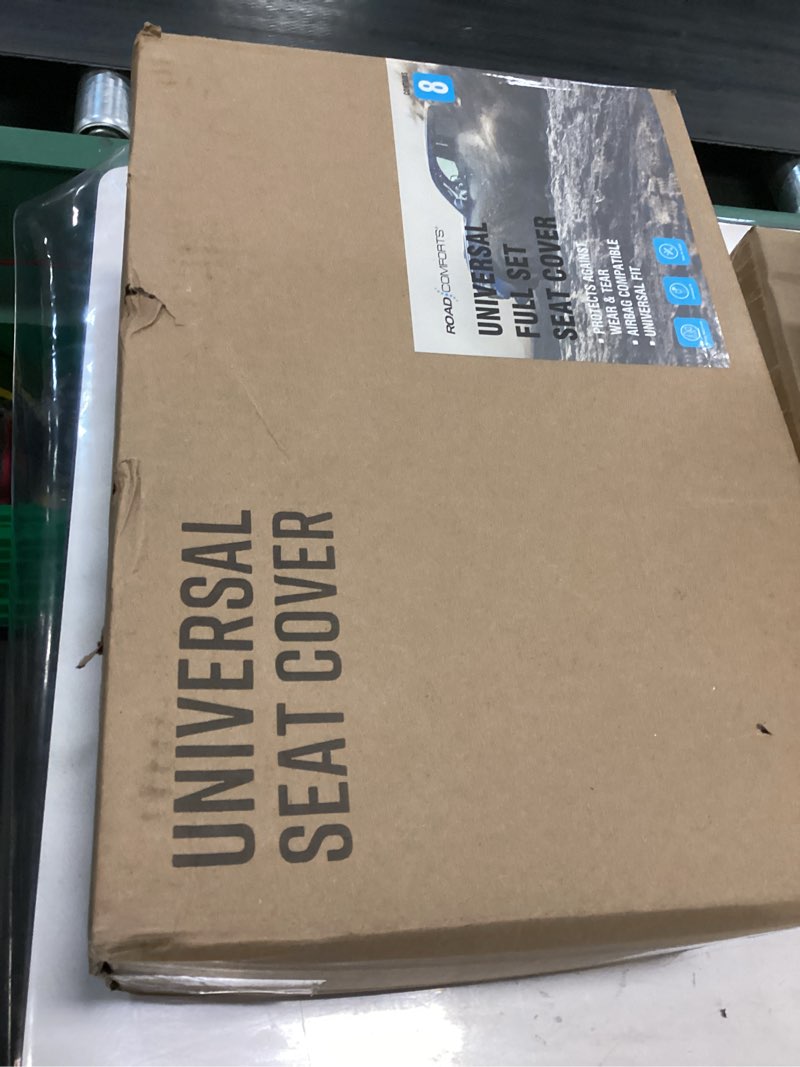 UNIVERSAL
SEAT COVER
8
ROAD COMFORTS
UNIVERSAL
FULL SET
SEAT COVER
• PROTECTS AGAINST
WEAR & TEAR
• AIRBAG COMPATIBLE
• UNIVERSAL FIT